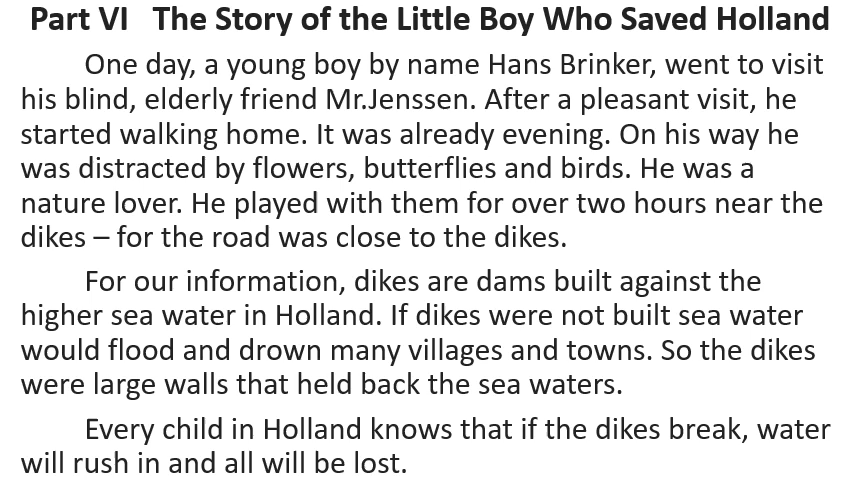 Part VI   The Story of the Little Boy Who Saved Holland
One day, a young boy by name Hans Brinker, went to visit
his blind, elderly friend Mr.Jenssen. After a pleasant visit, he
started walking home. It was already evening. On his way he
was distracted by flowers, butterflies and birds. He was a
nature lover. He played with them for over two hours near the
dikes – for the road was close to the dikes.
For our information, dikes are dams built against the
higher sea water in Holland. If dikes were not built sea water
would flood and drown many villages and towns. So the dikes
were large walls that held back the sea waters.
Every child in Holland knows that if the dikes break, water
will rush in and all will be lost.